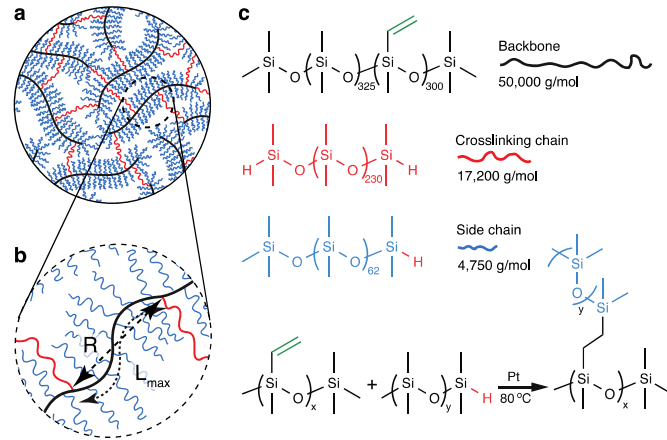 a
b
R
L max
c
Si O ( Si O ) 325 ( Si O ) 300 Si
Backbone
50,000 g/mol
H Si O ( Si O ) 230 Si H
Crosslinking chain
17,200 g/mol
Si O ( Si O ) 62 Si H
Side chain
4,750 g/mol
( Si O ) y Si
( Si O ) x Si + ( Si O ) y Si H Pt 80 °C ( Si O ) x Si